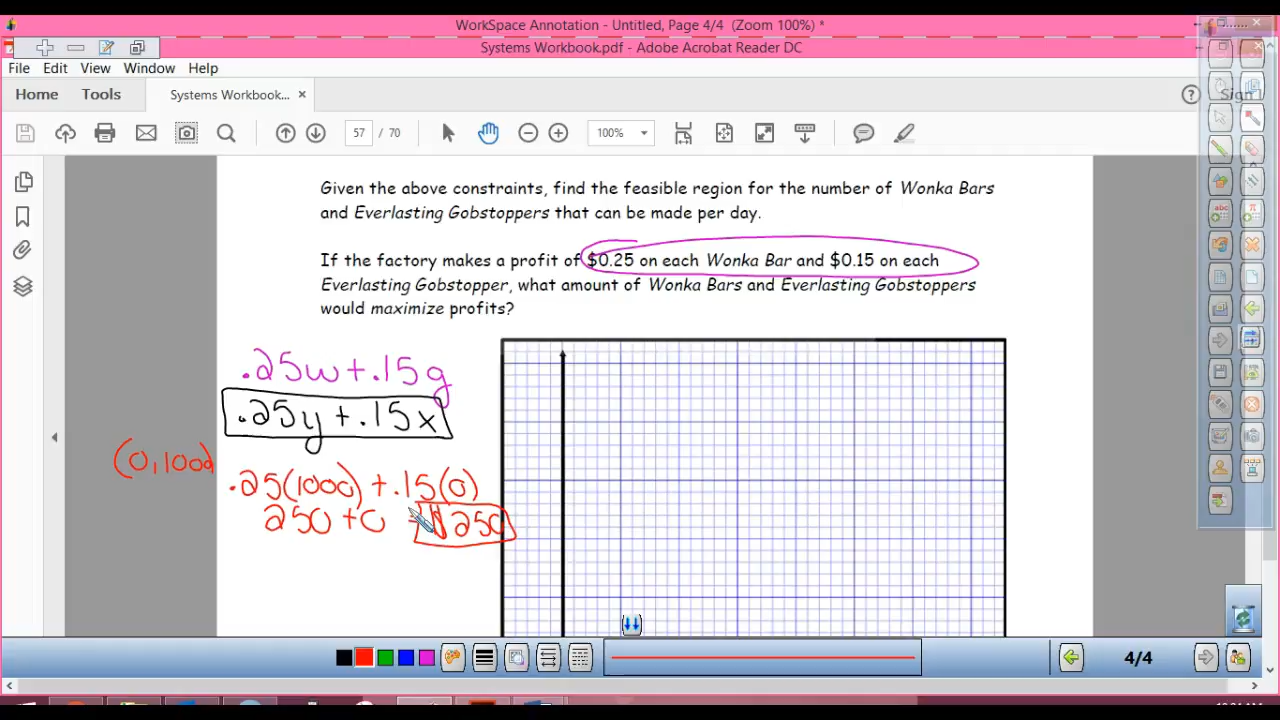 WorkSpace Annotation - Untitled, Page 4/4 (Zoom 100%) *
Systems Workbook.pdf - Adobe Acrobat Reader DC
File Edit View Window Help
Home Tools Systems Workbook... × Sign I
57 / 70 100%
Given the above constraints, find the feasible region for the number of Wonka Bars
and Everlasting Gobstoppers that can be made per day.
If the factory makes a profit of $0.25 on each Wonka Bar and $0.15 on each
Everlasting Gobstopper, what amount of Wonka Bars and Everlasting Gobstoppers
would maximize profits?
.25w + .15g
.25y + .15x
(0,1000)
.25(1000) + .15(0)
250 + 0 = $250
4/4